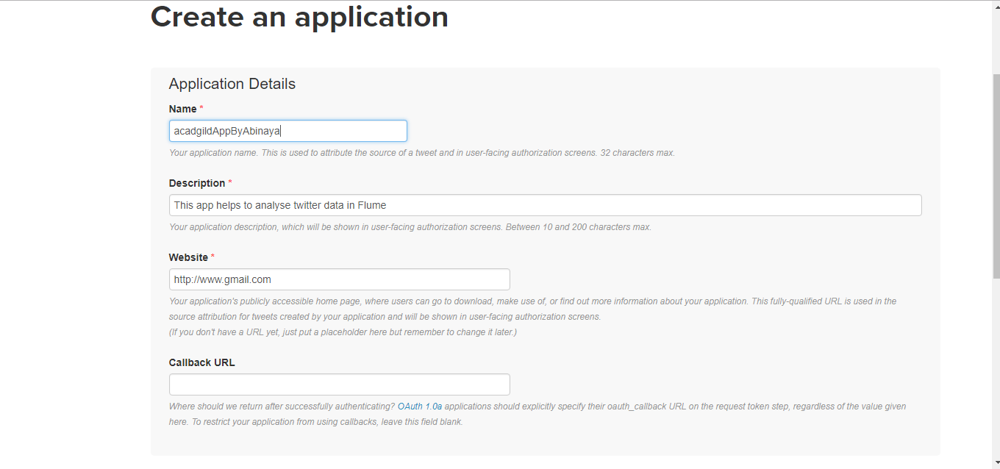 Create an application
Application Details
Name *
acadgildAppByAbinaya
Your application name. This is used to attribute the source of a tweet and in user-facing authorization screens. 32 characters max.
Description *
This app helps to analyse twitter data in Flume
Your application description, which will be shown in user-facing authorization screens. Between 10 and 200 characters max.
Website *
http://www.gmail.com
Your application's publicly accessible home page, where users can go to download, make use of, or find out more information about your application. This fully-qualified URL is used in the
source attribution for tweets created by your application and will be shown in user-facing authorization screens.
(If you don't have a URL yet, just put a placeholder here but remember to change it later.)
Callback URL
Where should we return after successfully authenticating? OAuth 1.0a applications should explicitly specify their oauth_callback URL on the request token step, regardless of the value given
here. To restrict your application from using callbacks, leave this field blank.